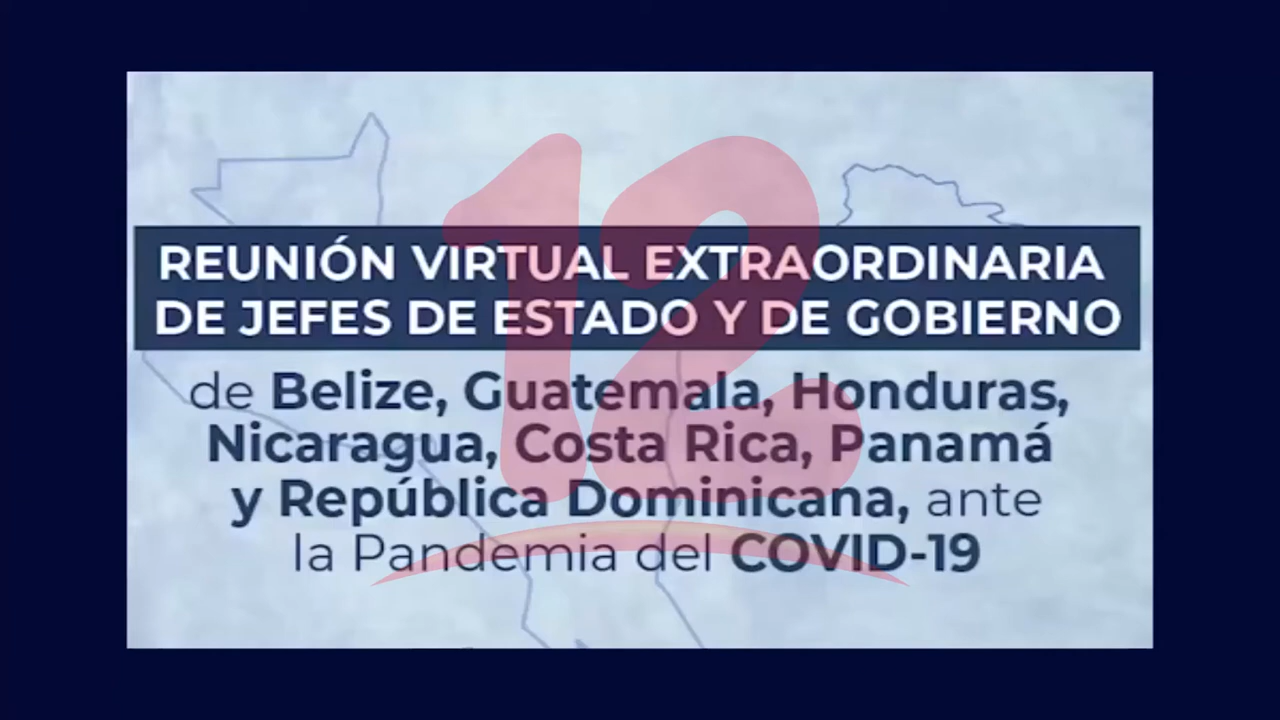 REUNIÓN VIRTUAL EXTRAORDINARIA
DE JEFES DE ESTADO Y DE GOBIERNO
de Belize, Guatemala, Honduras,
Nicaragua, Costa Rica, Panamá
y República Dominicana, ante
la Pandemia del COVID-19
12